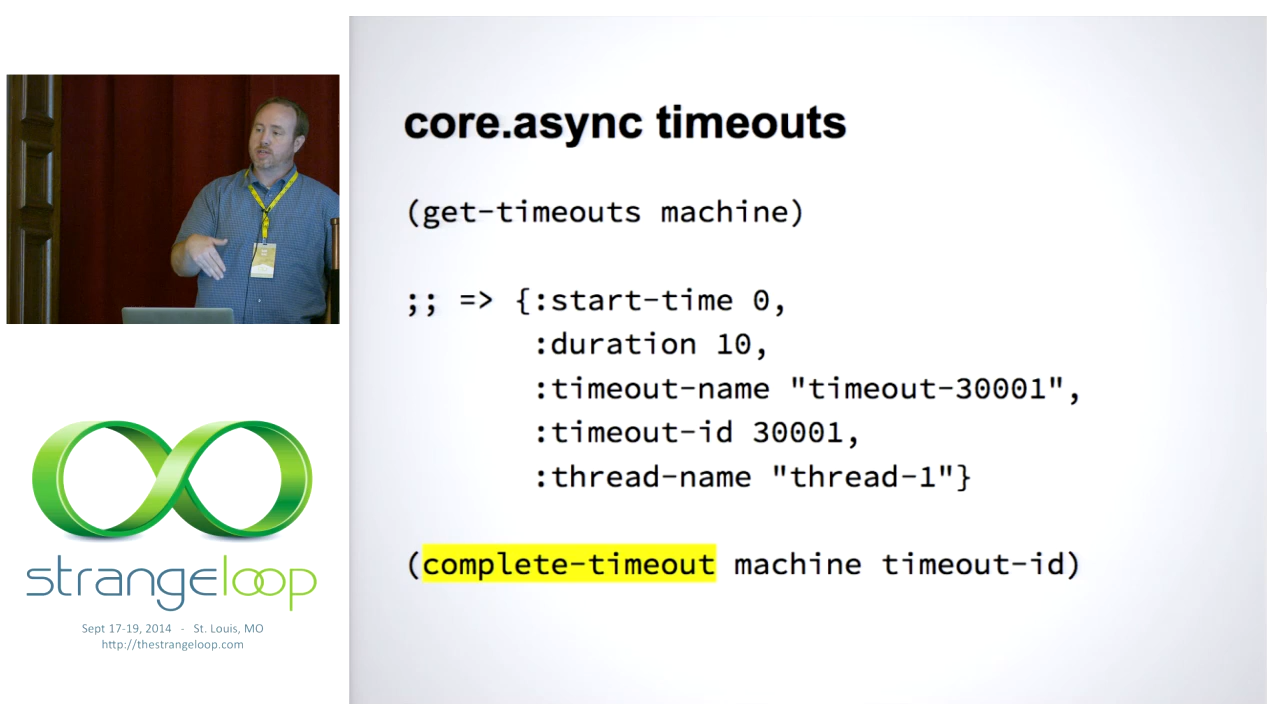 core.async timeouts
(get-timeouts machine)
;; => {:start-time 0,
:duration 10,
:timeout-name "timeout-30001",
:timeout-id 30001,
:thread-name "thread-1"}
(complete-timeout machine timeout-id)
strangeloop
Sept 17-19, 2014 - St. Louis, MO
http://thestrangeloop.com